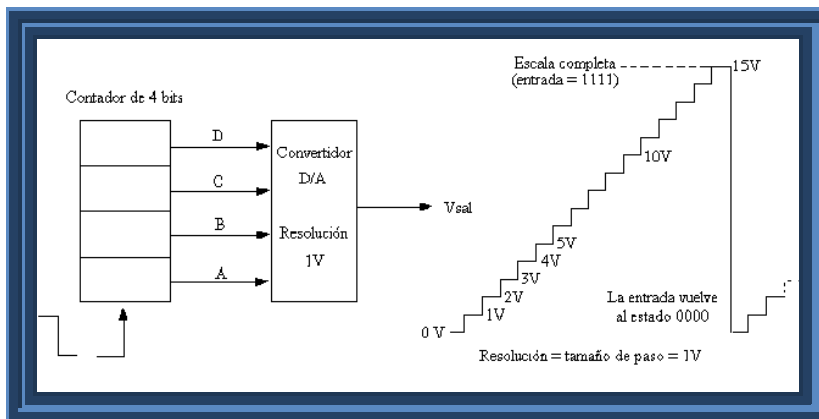 Contador de 4 bits
D
C
B
A
Convertidor
D/A
Resolución
1V
Vsal
Escala completa
(entrada = 1111)
15V
10V
5V
4V
3V
2V
1V
0 V
La entrada vuelve
al estado 0000
Resolución = tamaño de paso = 1V